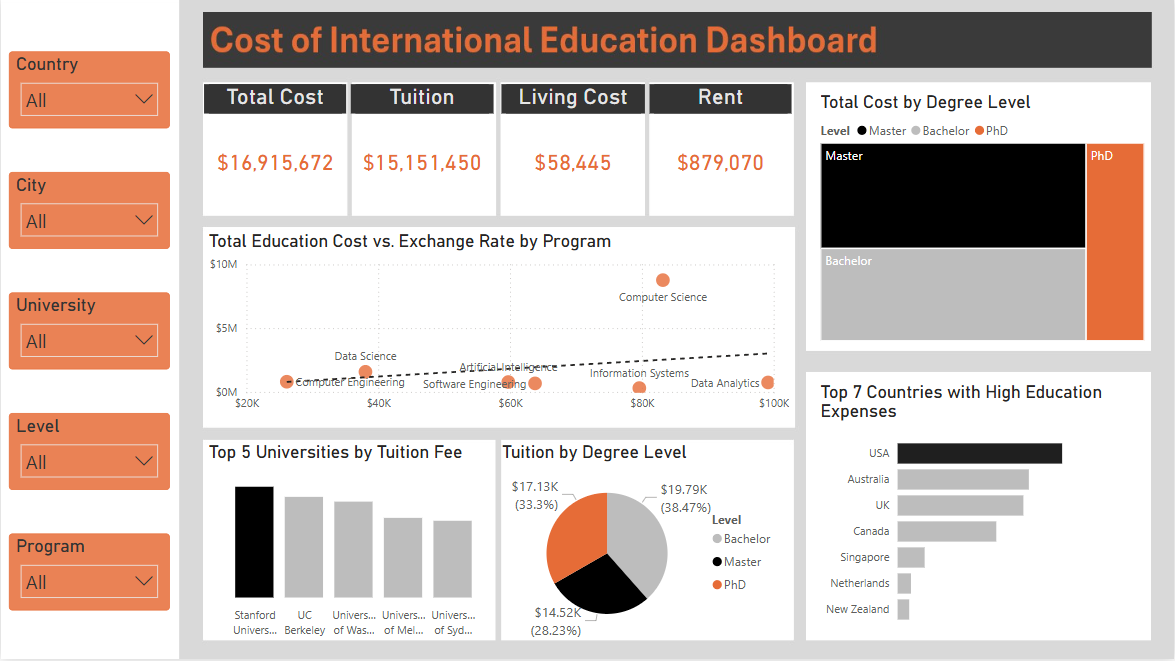 Cost of International Education Dashboard
Country
All
City
All
University
All
Level
All
Program
All
Total Cost
$16,915,672
Tuition
$15,151,450
Living Cost
$58,445
Rent
$879,070
Total Education Cost vs. Exchange Rate by Program
$10M
$5M
$0M
$20K
$40K
$60K
$80K
$100K
Computer Science
Data Science
Artificial Intelligence
Information Systems
Computer Engineering
Software Engineering
Data Analytics
Top 5 Universities by Tuition Fee
Stanford
Univers...
UC
Berkeley
Univers...
of Was...
Univers...
of Mel...
Univers...
of Syd...
Tuition by Degree Level
$17.13K
(33.3%)
$19.79K
(38.47%)
$14.52K
(28.23%)
Level
Bachelor
Master
PhD
Total Cost by Degree Level
Level Master Bachelor PhD
Master
PhD
Bachelor
Top 7 Countries with High Education
Expenses
USA
Australia
UK
Canada
Singapore
Netherlands
New Zealand